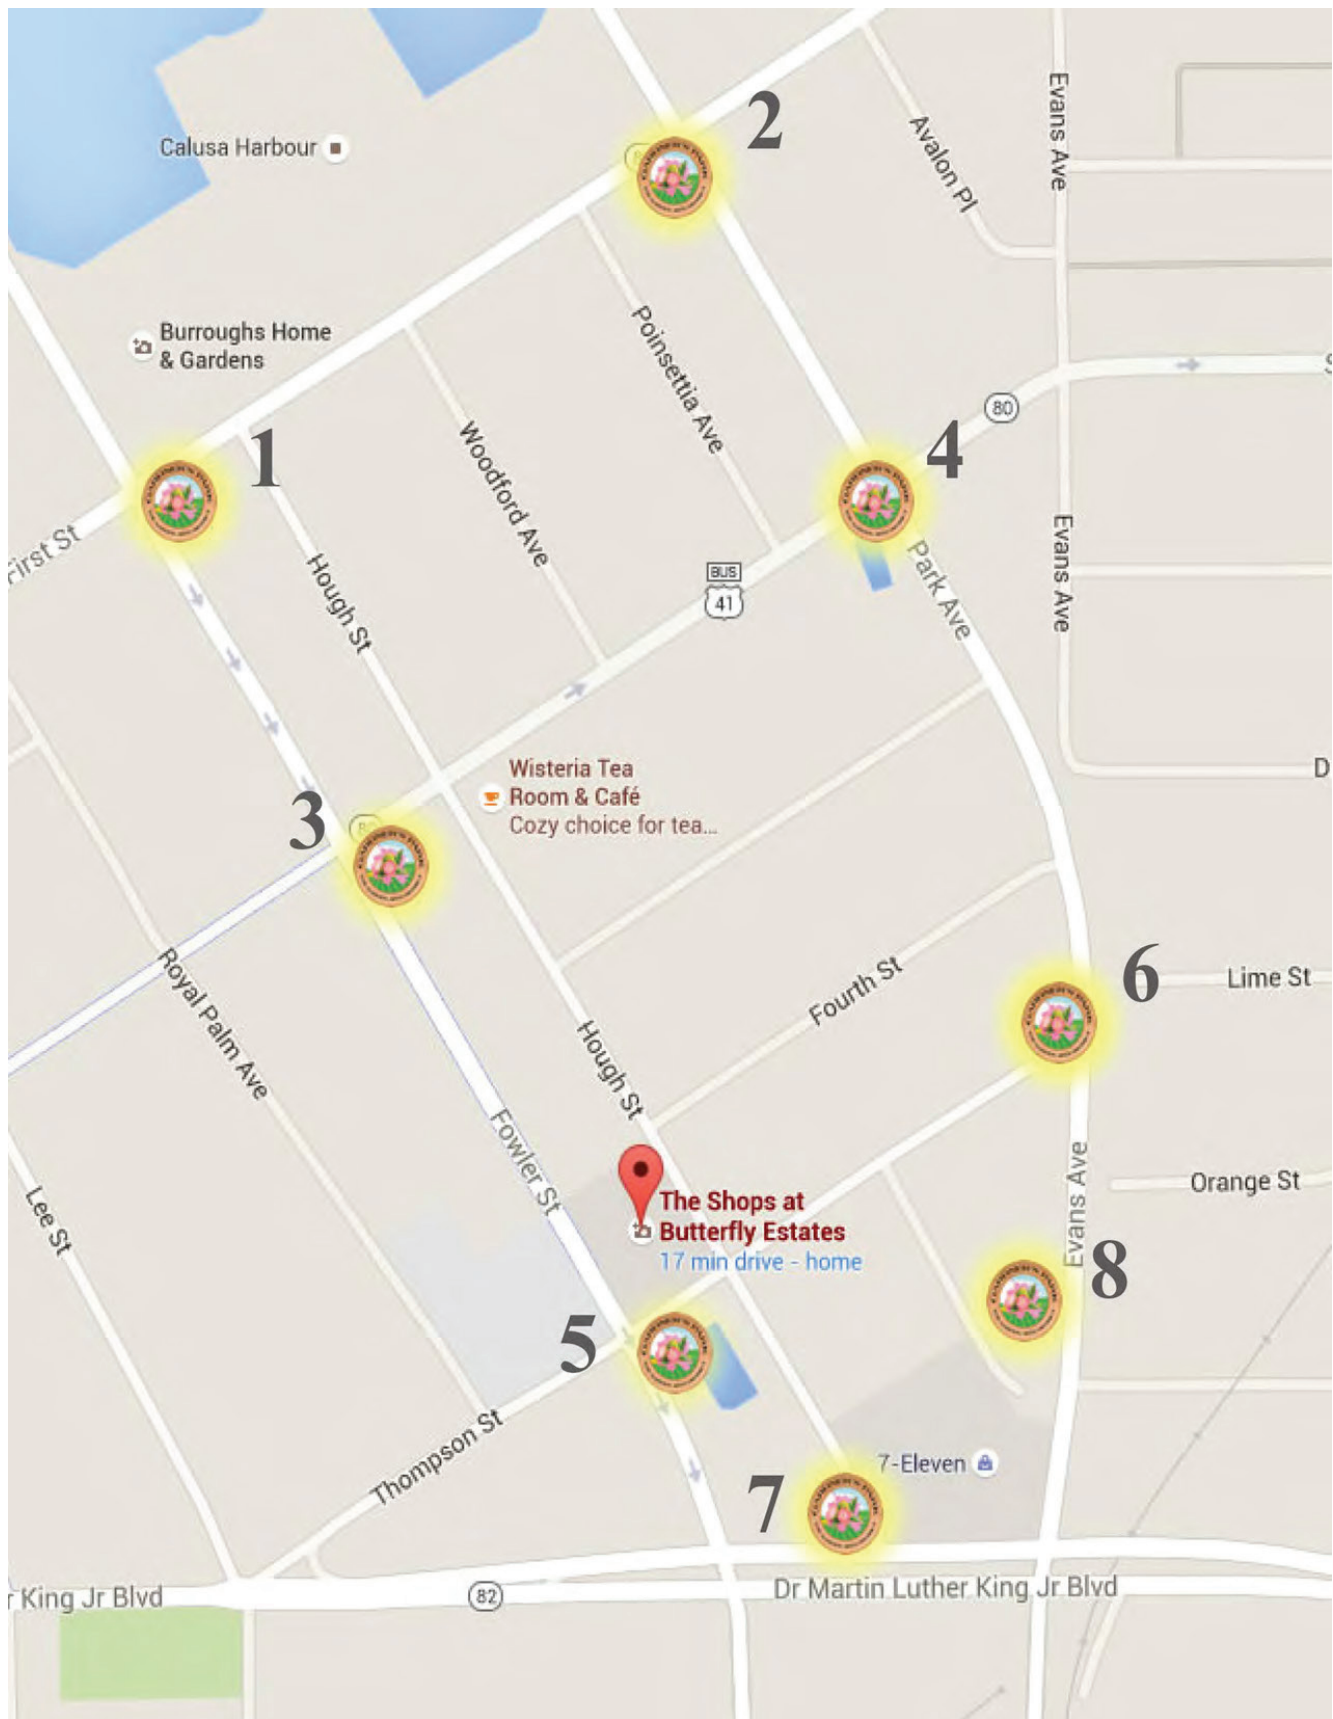 2
Evans Ave
Calusa Harbour
Avalon Pl
Burroughs Home
& Gardens
Poinsettia Ave
80
1
Woodford Ave
4
First St
Hough St
BUS
41
Park Ave
Evans Ave
Wisteria Tea
Room & Café
Cozy choice for tea...
D
3
Royal Palm Ave
Fourth St
6
Lime St
Hough St
Fowler St
Lee St
The Shops at
Butterfly Estates
17 min drive - home
Evans Ave
Orange St
8
5
Thompson St
7-Eleven
7
r King Jr Blvd
82
Dr Martin Luther King Jr Blvd